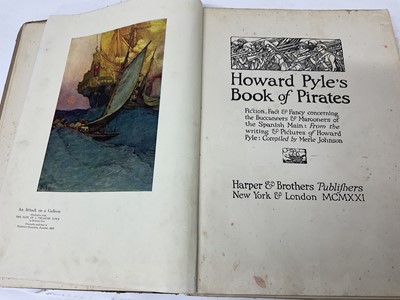 An Attack on a Galleon
Howard Pyle's
Book of Pirates
Fiction, Fact & Fancy concerning
the Buccaneers & Marooners of
the Spanish Main: From the
writing & Pictures of Howard
Pyle: Compiled by Merle Johnson
Harper & Brothers Publishers
New York & London MCMXXI